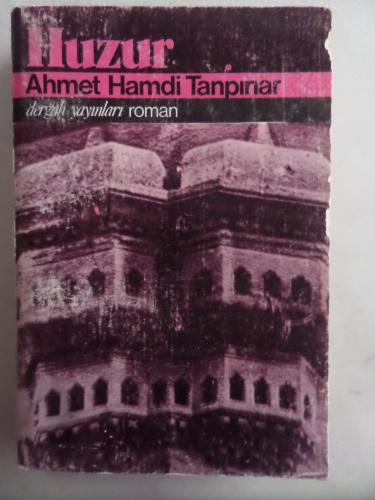 Huzur
Ahmet Hamdi Tanpınar
dergâh yayınları roman